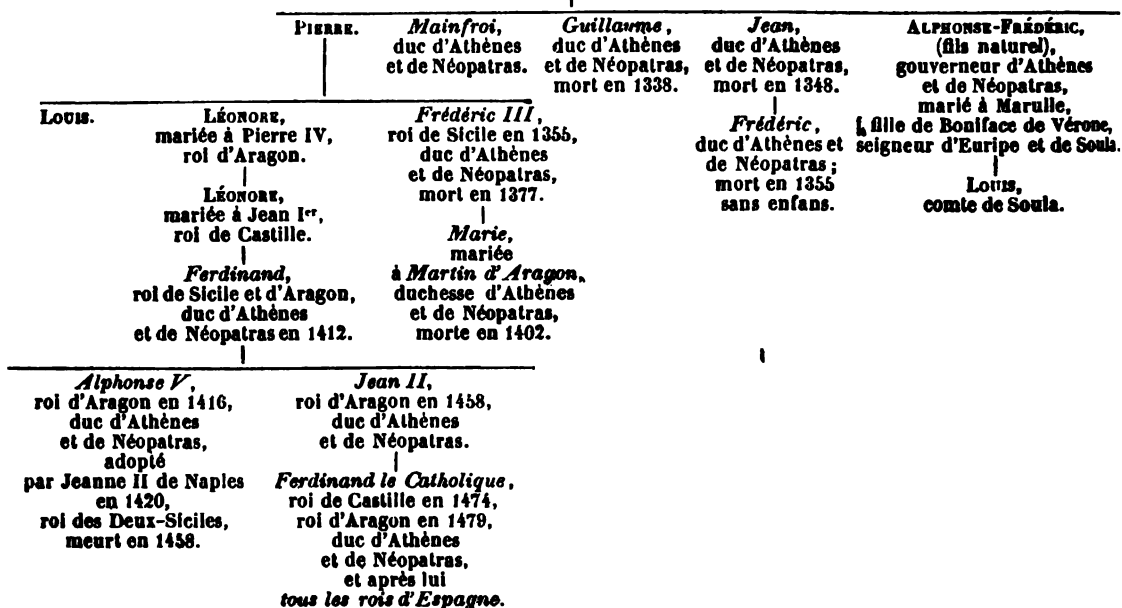 PIERRE.
Mainfroi,
duc d'Athènes
et de Néopatras.
Guillaume,
duc d'Athènes
et de Néopatras,
mort en 1338.
Jean,
duc d'Athènes
et de Néopatras,
mort en 1348.
Frédéric,
duc d'Athènes et
de Néopatras;
mort en 1355
sans enfans.
ALPHONSE-FRÉDÉRIC,
(fils naturel),
gouverneur d'Athènes
et de Néopatras,
marié à Marulle,
fille de Boniface de Vérone,
seigneur d'Euripe et de Soula.
LOUIS,
comte de Soula.
LOUIS.
LÉONORE,
mariée à Pierre IV,
roi d'Aragon.
LÉONORE,
mariée à Jean Ier,
roi de Castille.
Ferdinand,
roi de Sicile et d'Aragon,
duc d'Athènes
et de Néopatras en 1412.
Frédéric III,
roi de Sicile en 1355,
duc d'Athènes
et de Néopatras,
mort en 1377.
Marie,
mariée
à Martin d'Aragon,
duchesse d'Athènes
et de Néopatras,
morte en 1402.
Alphonse V,
roi d'Aragon en 1416,
duc d'Athènes
et de Néopatras,
adopté
par Jeanne II de Naples
en 1420,
roi des Deux-Siciles,
meurt en 1458.
Jean II,
roi d'Aragon en 1458,
duc d'Athènes
et de Néopatras.
Ferdinand le Catholique,
roi de Castille en 1474,
roi d'Aragon en 1479,
duc d'Athènes
et de Néopatras,
et après lui
tous les rois d'Espagne.